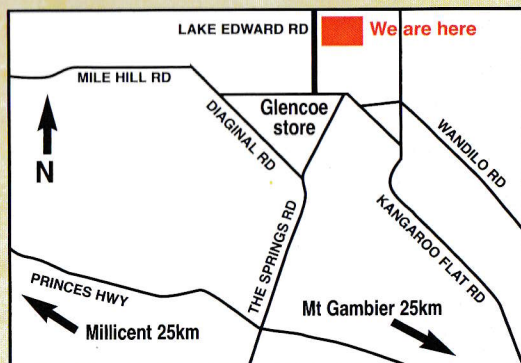 LAKE EDWARD RD
We are here
MILE HILL RD
Glencoe
store
DIAGINAL RD
WANDILO RD
N
KANGAROO FLAT RD
THE SPRINGS RD
PRINCES HWY
Mt Gambier 25km
Millicent 25km